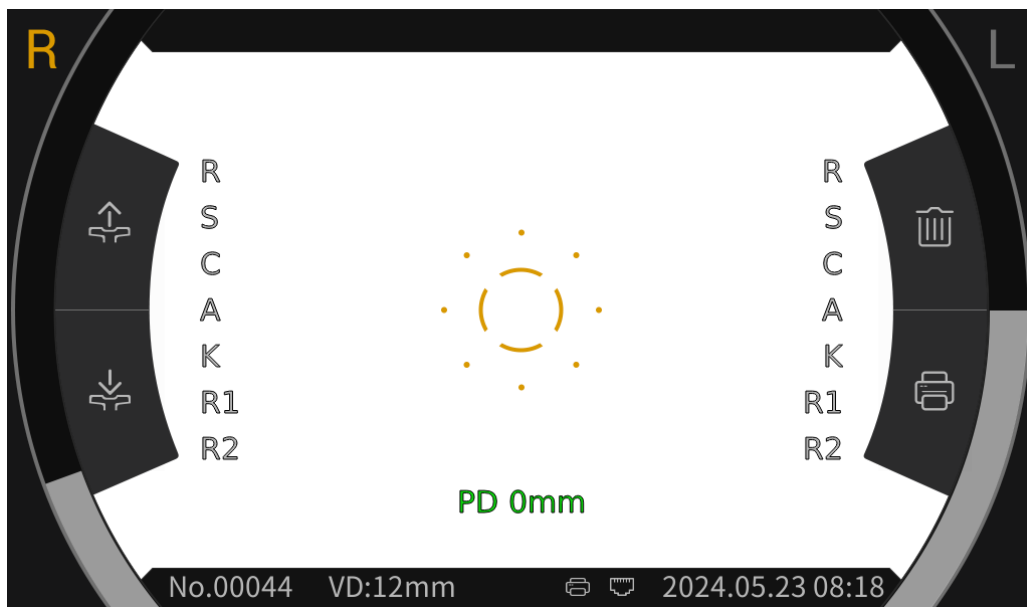 R L
R R
S S
C C
A A
K K
R1 R1
R2 R2
PD 0mm
No.00044 VD:12mm 2024.05.23 08:18